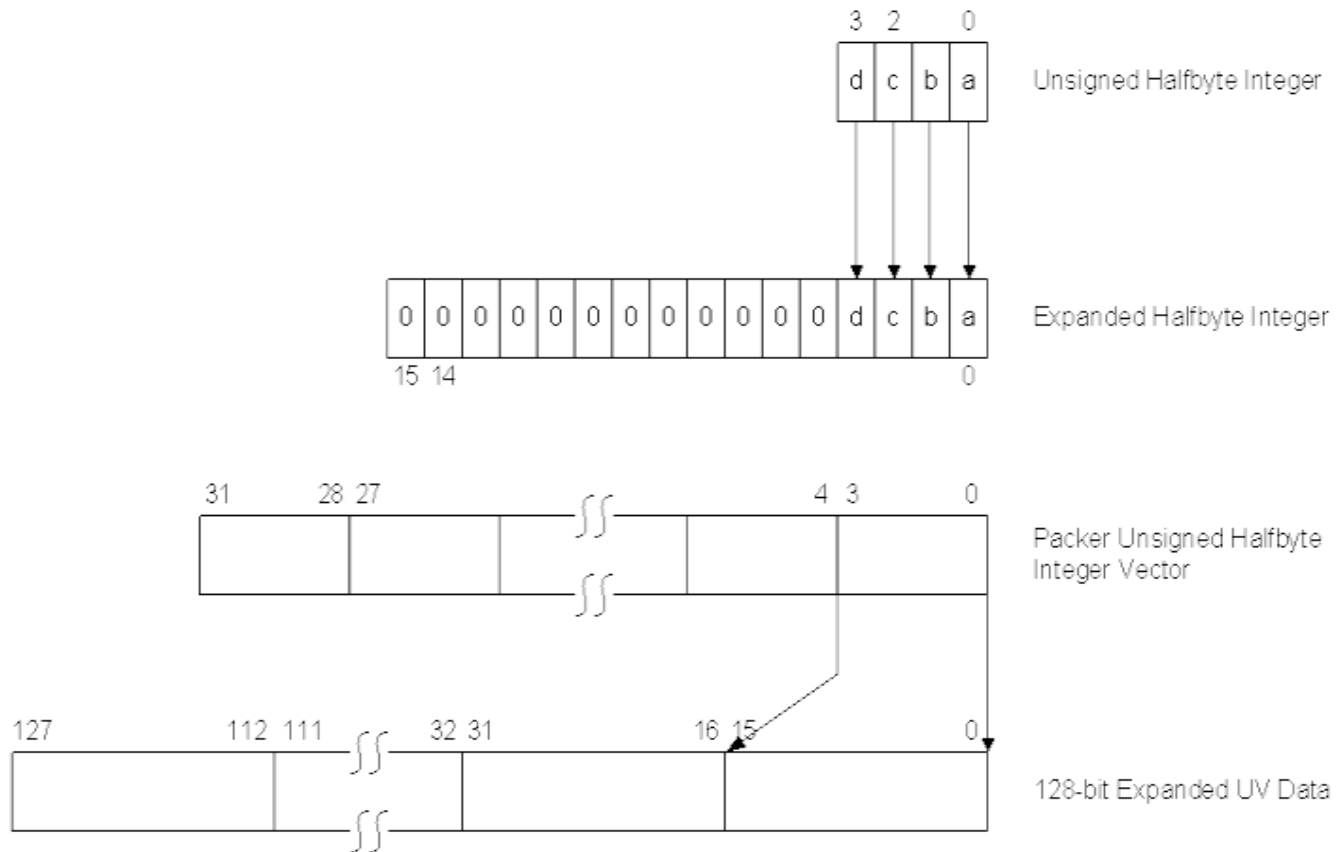 3 2 0
d c b a Unsigned Halfbyte Integer
0 0 0 0 0 0 0 0 0 0 0 0 d c b a Expanded Halfbyte Integer
15 14 0
31 28 27 4 3 0
Packer Unsigned Halfbyte
Integer Vector
127 112 111 32 31 16 15 0
128-bit Expanded UV Data